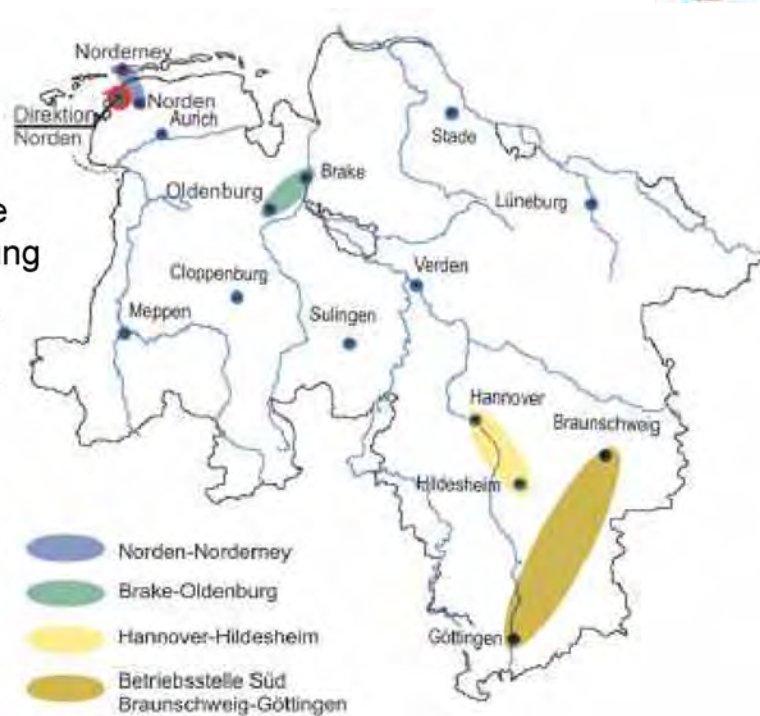 Norderney
Direktion
Norden
Norden
Aurich
Stade
Brake
Oldenburg
Lüneburg
e
ung
Cloppenburg
Verden
Meppen
Sulingen
Hannover
Braunschweig
Hildesheim
Göttingen
Norden-Norderney
Brake-Oldenburg
Hannover-Hildesheim
Betriebsstelle Süd
Braunschweig-Göttingen